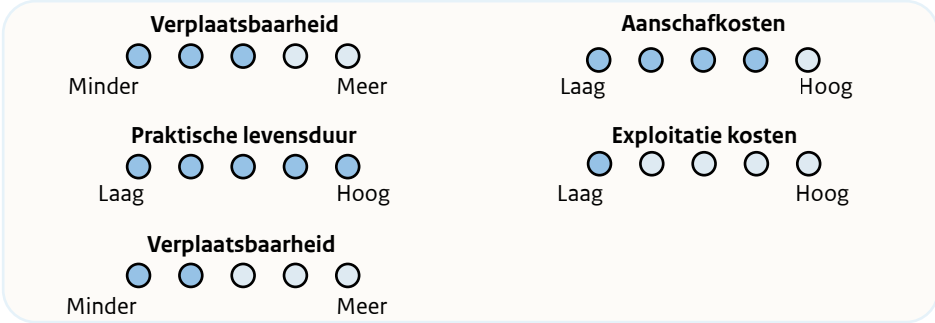 Verplaatsbaarheid
Minder Meer
Praktische levensduur
Laag Hoog
Verplaatsbaarheid
Minder Meer
Aanschafkosten
Laag Hoog
Exploitatie kosten
Laag Hoog